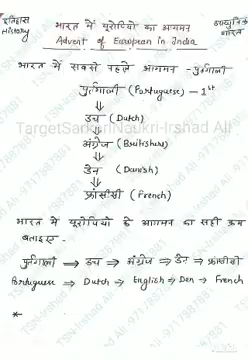 इतिहास
History
भारत में यूरोपियो का आगमन
Advent of European in India
आधुनिक
भारत
भारत में सबसे पहले आगमन - पुर्तगाली
पुर्तगाली (Portuguese) – 1st
⇓
डच (Dutch)
⇓
अंग्रेज (Britishers)
⇓
डेन (Danish)
⇓
फ्रांसीसी (French)
TargetSarkariNaukri-Irshad Ali
भारत में यूरोपियो के आगमन का सही क्रम
बताइए -
पुर्तगाली ⇒ डच ⇒ अंग्रेज ⇒ डेन ⇒ फ्रांसीसी
Portuguese ⇒ Dutch ⇒ English ⇒ Den ⇒ French
*